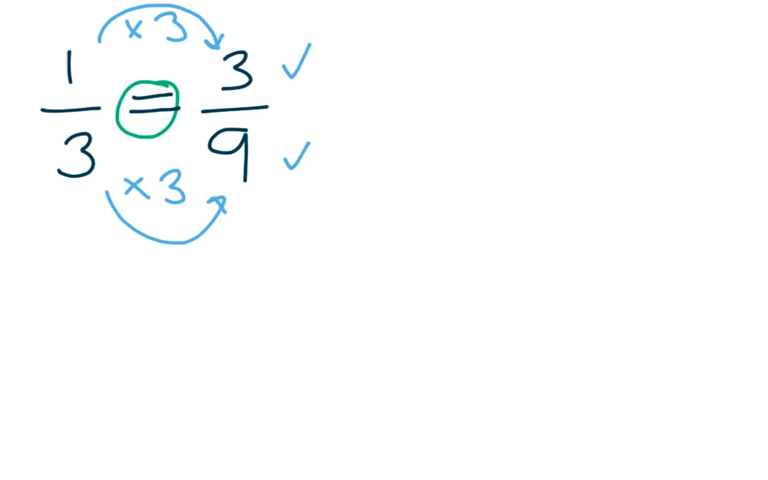 × 3
1/3 = 3/9 ✓ ✓
× 3